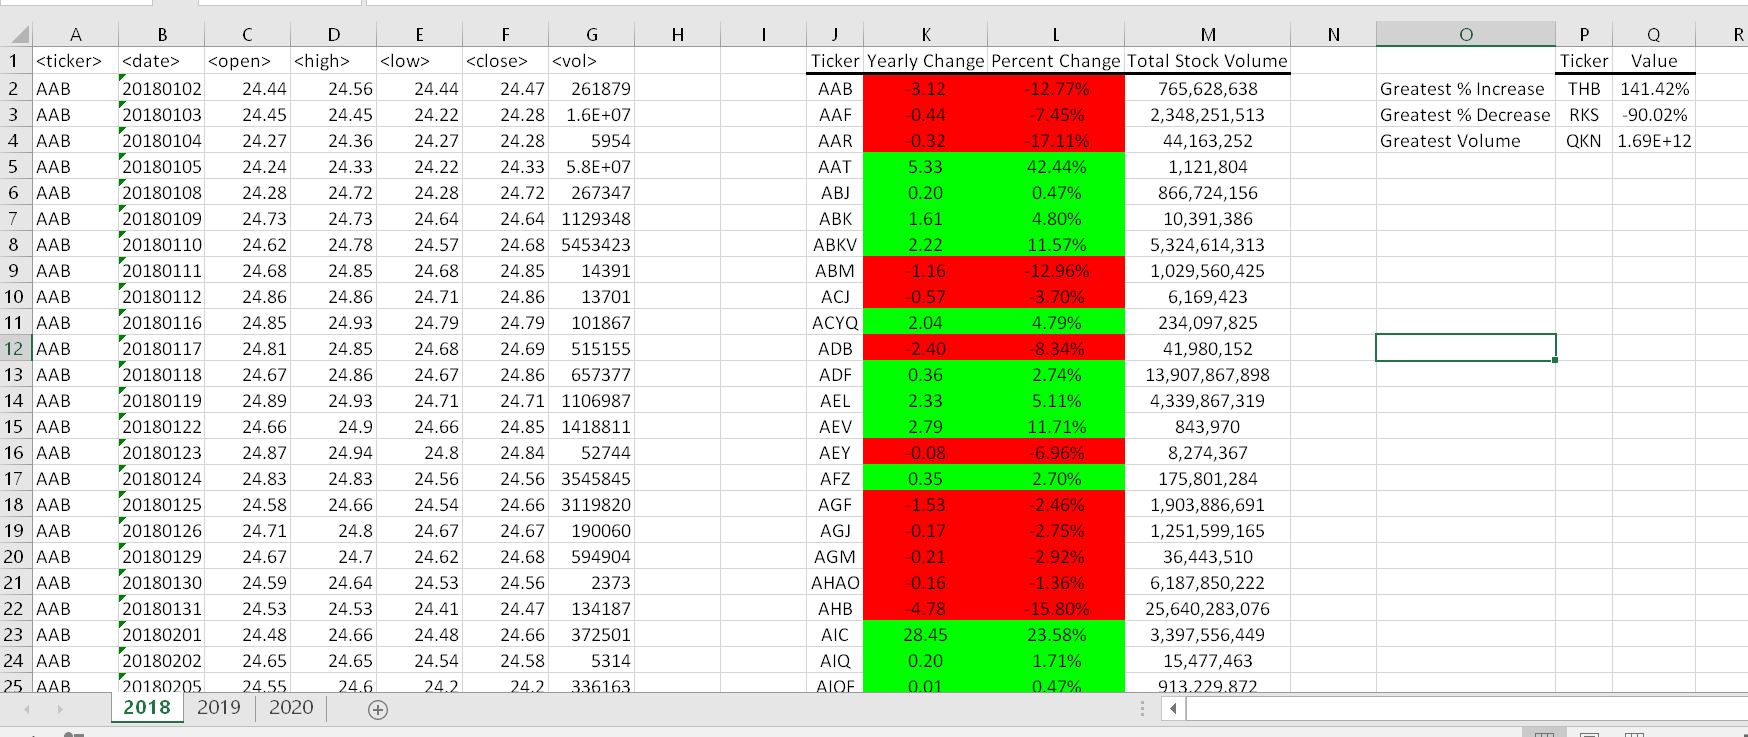 A B C D E F G H I J K L M N O P Q R
1 <ticker> <date> <open> <high> <low> <close> <vol> Ticker Yearly Change Percent Change Total Stock Volume Ticker Value
2 AAB 20180102 24.44 24.56 24.44 24.47 261879 AAB -3.12 -12.77% 765,628,638 Greatest % Increase THB 141.42%
3 AAB 20180103 24.45 24.45 24.22 24.28 1.6E+07 AAF -0.44 -7.45% 2,348,251,513 Greatest % Decrease RKS -90.02%
4 AAB 20180104 24.27 24.36 24.27 24.28 5954 AAR -0.32 -17.11% 44,163,252 Greatest Volume QKN 1.69E+12
5 AAB 20180105 24.24 24.33 24.22 24.33 5.8E+07 AAT 5.33 42.44% 1,121,804
6 AAB 20180108 24.28 24.72 24.28 24.72 267347 ABJ 0.20 0.47% 866,724,156
7 AAB 20180109 24.73 24.73 24.64 24.64 1129348 ABK 1.61 4.80% 10,391,386
8 AAB 20180110 24.62 24.78 24.57 24.68 5453423 ABKV 2.22 11.57% 5,324,614,313
9 AAB 20180111 24.68 24.85 24.68 24.85 14391 ABM -1.16 -12.96% 1,029,560,425
10 AAB 20180112 24.86 24.86 24.71 24.86 13701 ACJ -0.57 -3.70% 6,169,423
11 AAB 20180116 24.85 24.93 24.79 24.79 101867 ACYQ 2.04 4.79% 234,097,825
12 AAB 20180117 24.81 24.85 24.68 24.69 515155 ADB -2.40 -8.34% 41,980,152
13 AAB 20180118 24.67 24.86 24.67 24.86 657377 ADF 0.36 2.74% 13,907,867,898
14 AAB 20180119 24.89 24.93 24.71 24.71 1106987 AEL 2.33 5.11% 4,339,867,319
15 AAB 20180122 24.66 24.9 24.66 24.85 1418811 AEV 2.79 11.71% 843,970
16 AAB 20180123 24.87 24.94 24.8 24.84 52744 AEY -0.08 -6.96% 8,274,367
17 AAB 20180124 24.83 24.83 24.56 24.56 3545845 AFZ 0.35 2.70% 175,801,284
18 AAB 20180125 24.58 24.66 24.54 24.66 3119820 AGF -1.53 -2.46% 1,903,886,691
19 AAB 20180126 24.71 24.8 24.67 24.67 190060 AGJ -0.17 -2.75% 1,251,599,165
20 AAB 20180129 24.67 24.7 24.62 24.68 594904 AGM -0.21 -2.92% 36,443,510
21 AAB 20180130 24.59 24.64 24.53 24.56 2373 AHAO -0.16 -1.36% 6,187,850,222
22 AAB 20180131 24.53 24.53 24.41 24.47 134187 AHB -4.78 -15.80% 25,640,283,076
23 AAB 20180201 24.48 24.66 24.48 24.66 372501 AIC 28.45 23.58% 3,397,556,449
24 AAB 20180202 24.65 24.65 24.54 24.58 5314 AIQ 0.20 1.71% 15,477,463
25 AAB 20180205 24.55 24.6 24.2 24.2 336163 0.01 0.47% 913,229,872
2018 2019 2020